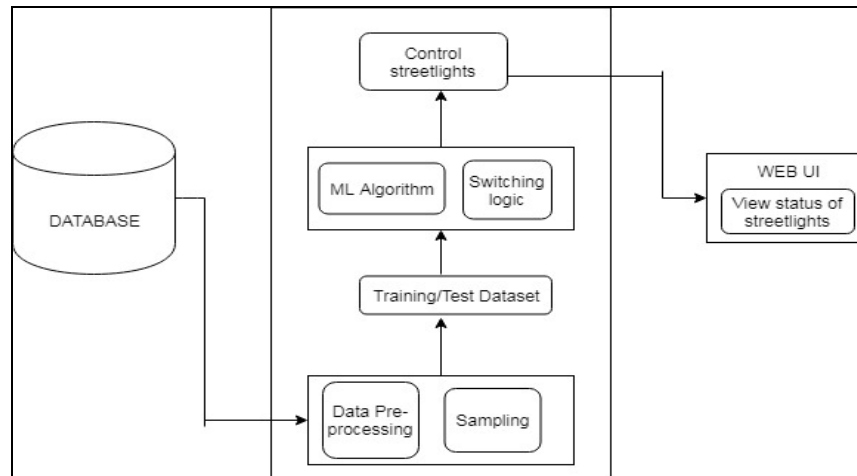 Control
streetlights
ML Algorithm
Switching
logic
WEB UI
View status of
streetlights
DATABASE
Training/Test Dataset
Data Pre-
processing
Sampling